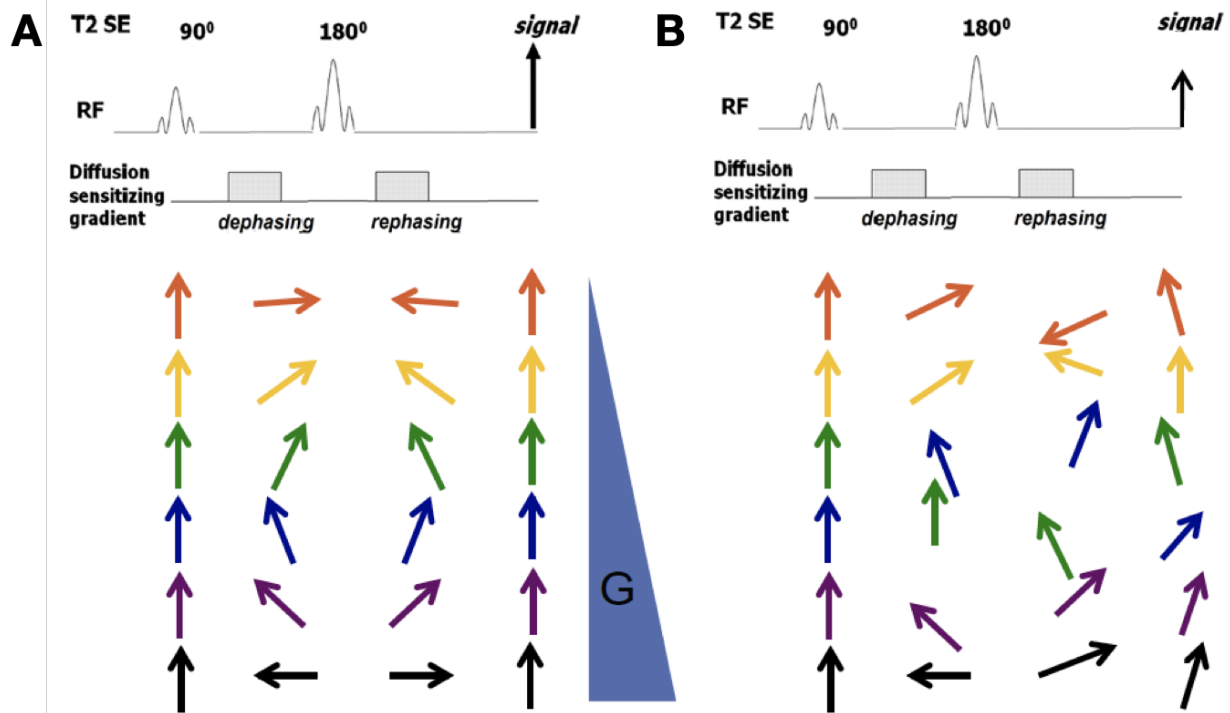 A
T2 SE
90⁰
180⁰
signal
RF
Diffusion
sensitizing
gradient
dephasing
rephasing
G
B
T2 SE
90⁰
180⁰
signal
RF
Diffusion
sensitizing
gradient
dephasing
rephasing